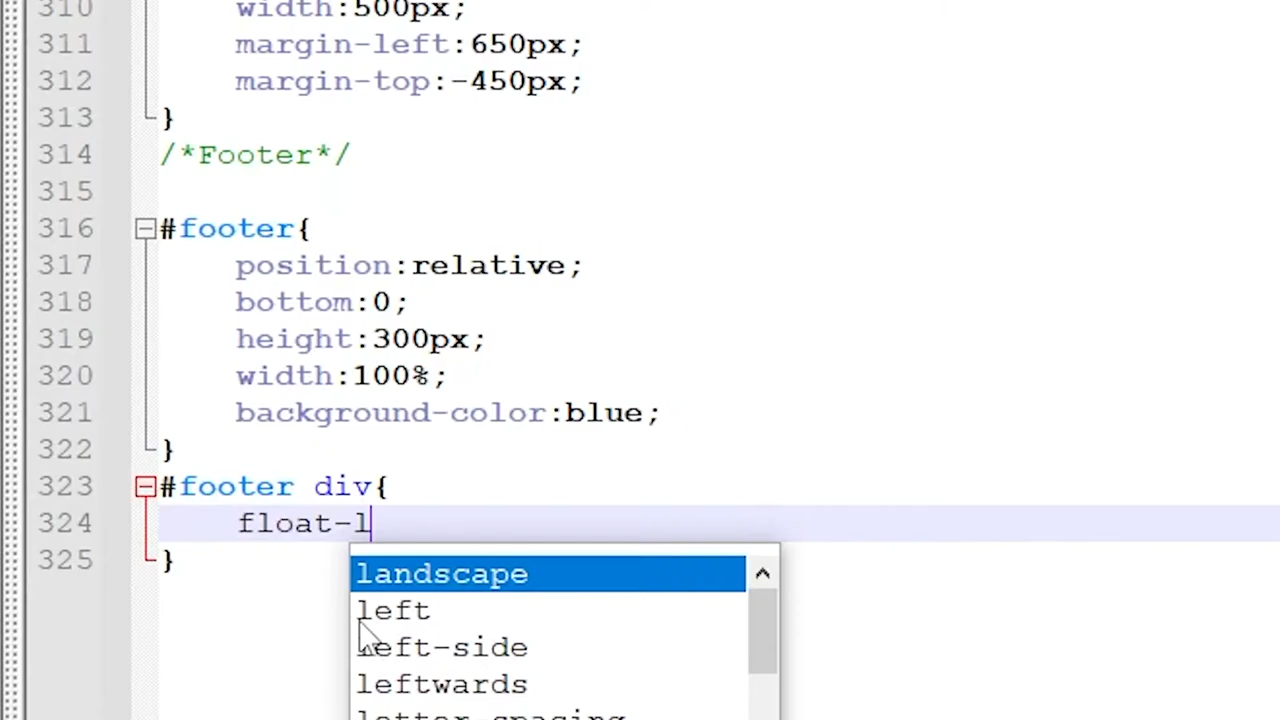 310 width:500px;
311 margin-left:650px;
312 margin-top:-450px;
313 }
314 /*Footer*/
315
316 #footer{
317 position:relative;
318 bottom:0;
319 height:300px;
320 width:100%;
321 background-color:blue;
322 }
323 #footer div{
324 float-l
325 }
landscape
left
left-side
leftwards
letter-spacing